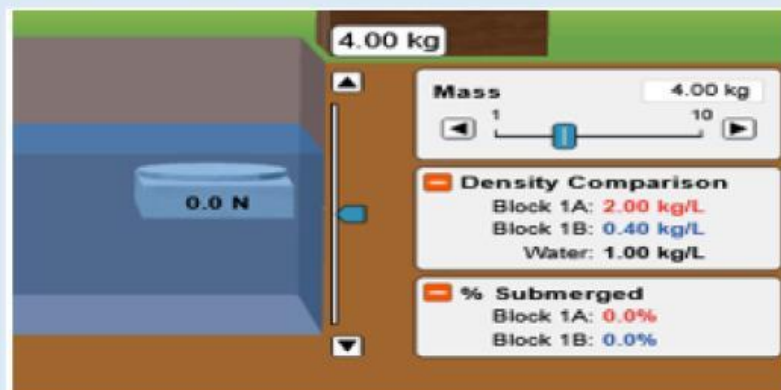 4.00 kg
Mass 4.00 kg
1 10
0.0 N
Density Comparison
Block 1A: 2.00 kg/L
Block 1B: 0.40 kg/L
Water: 1.00 kg/L
% Submerged
Block 1A: 0.0%
Block 1B: 0.0%